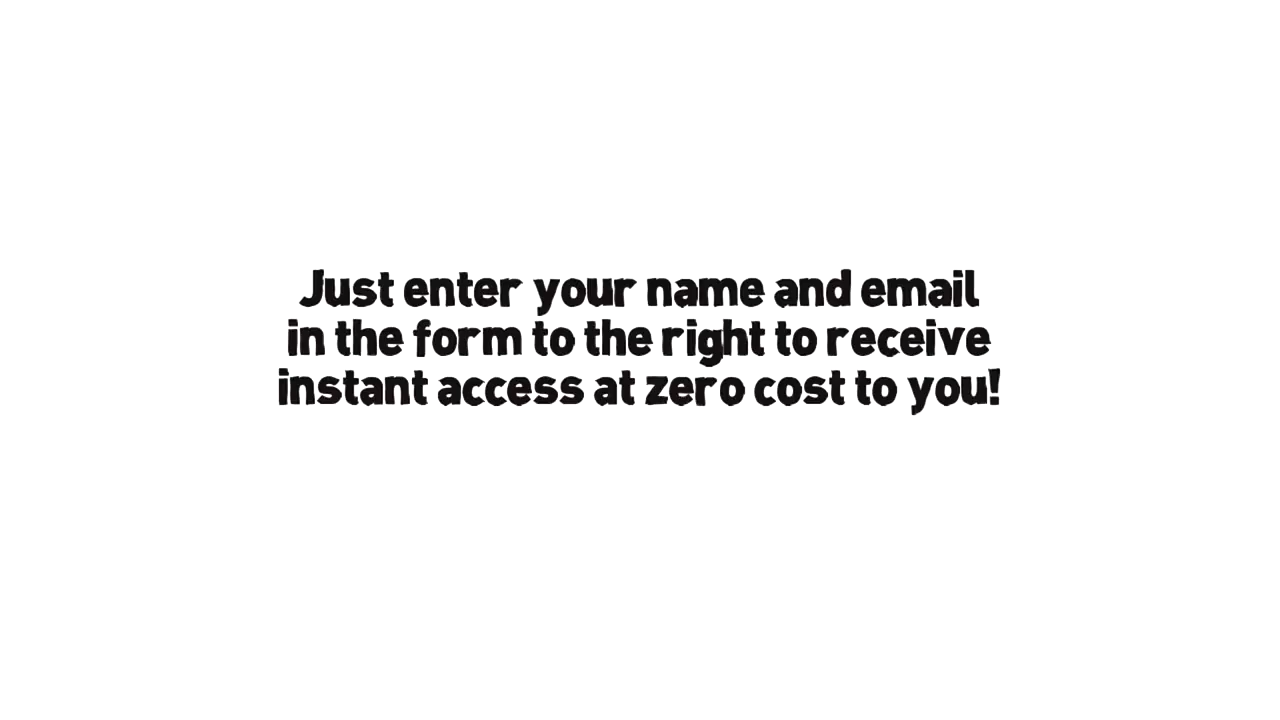 Just enter your name and email
in the form to the right to receive
instant access at zero cost to you!